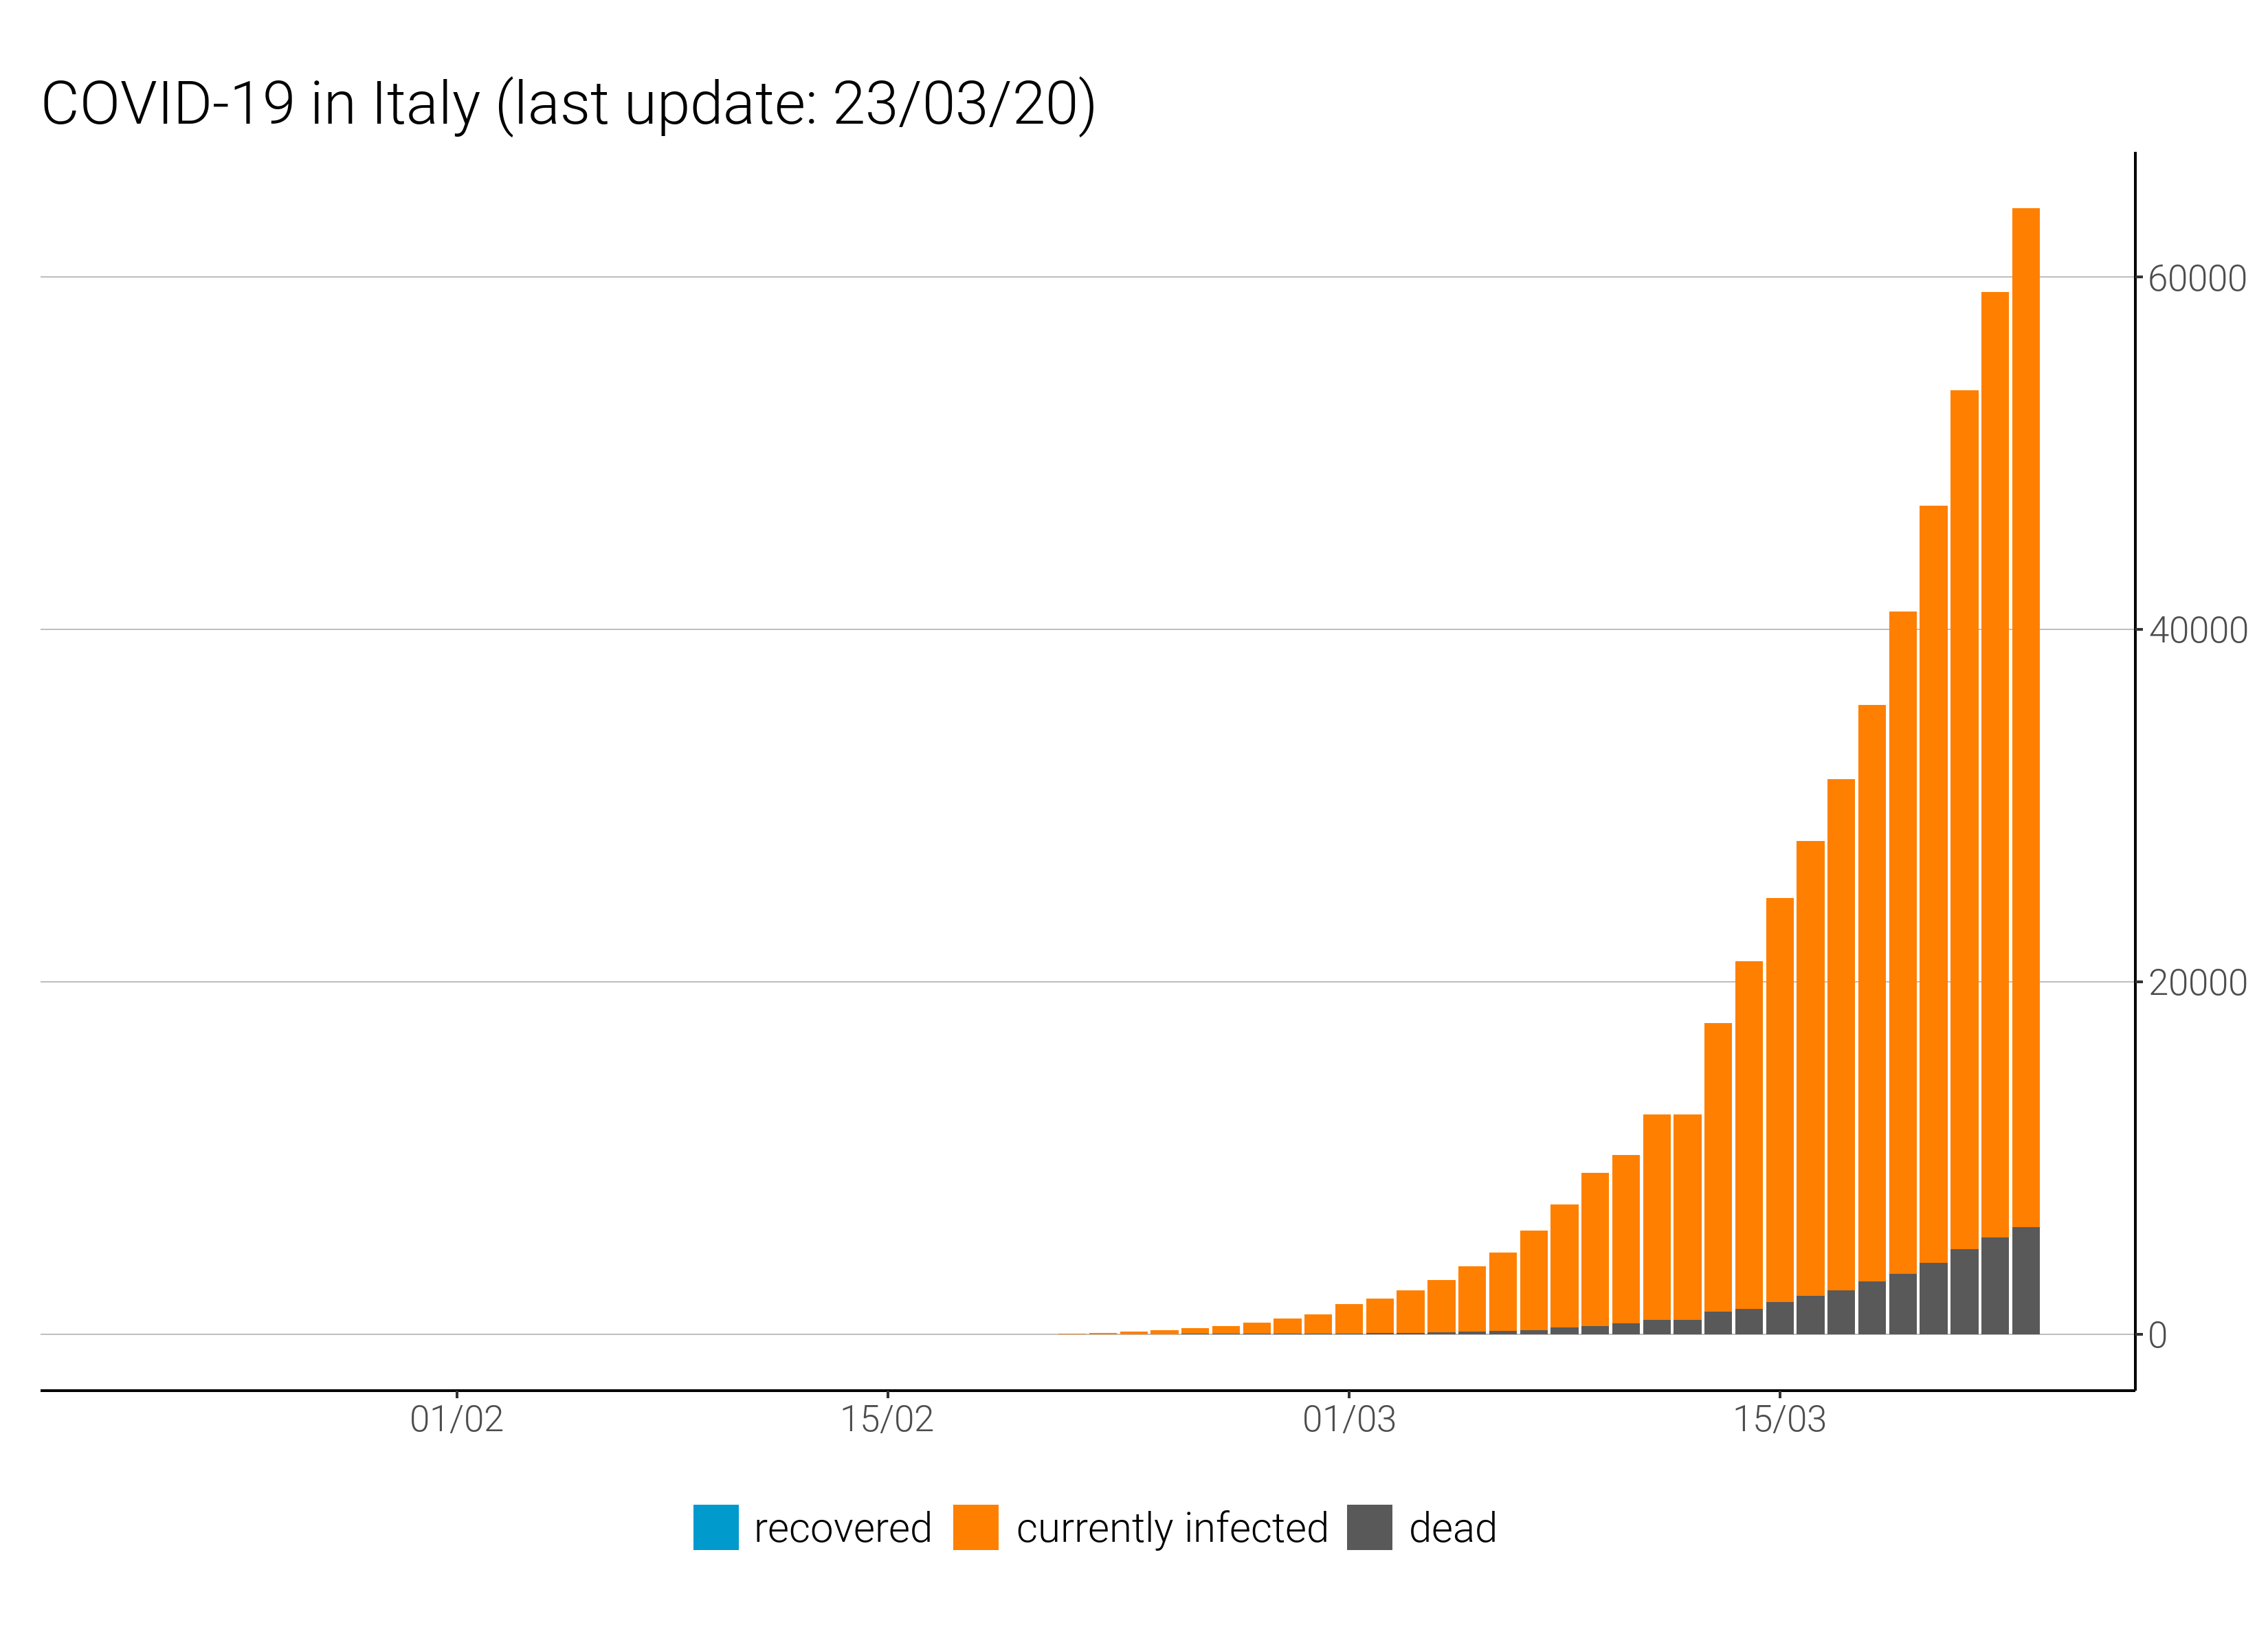 COVID-19 in Italy (last update: 23/03/20)
60000
40000
20000
0
01/02 15/02 01/03 15/03
recovered currently infected dead